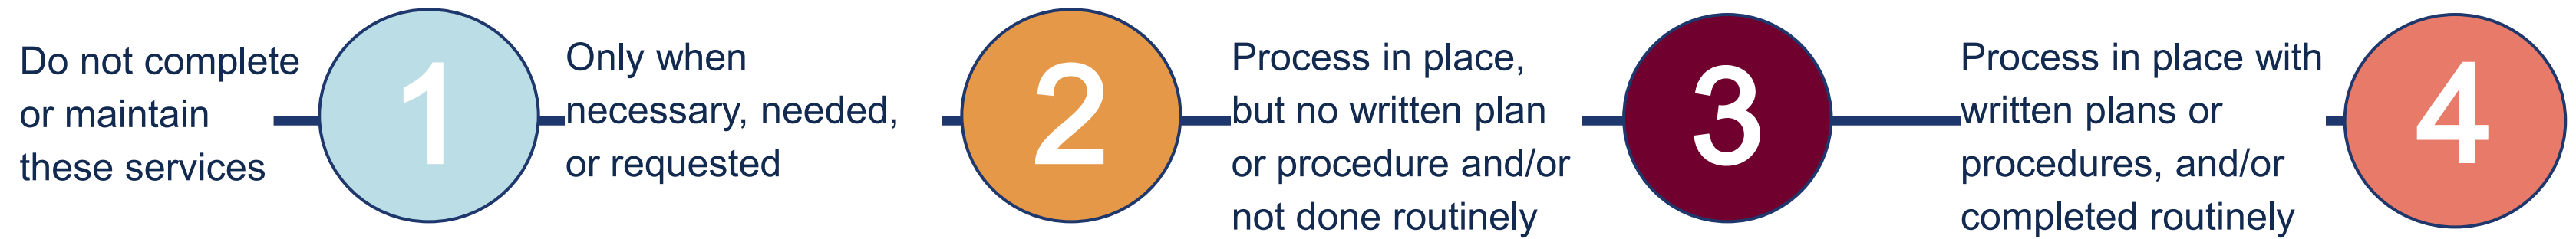 Do not complete
or maintain
these services
1
Only when
necessary, needed,
or requested
2
Process in place,
but no written plan
or procedure and/or
not done routinely
3
Process in place with
written plans or
procedures, and/or
completed routinely
4